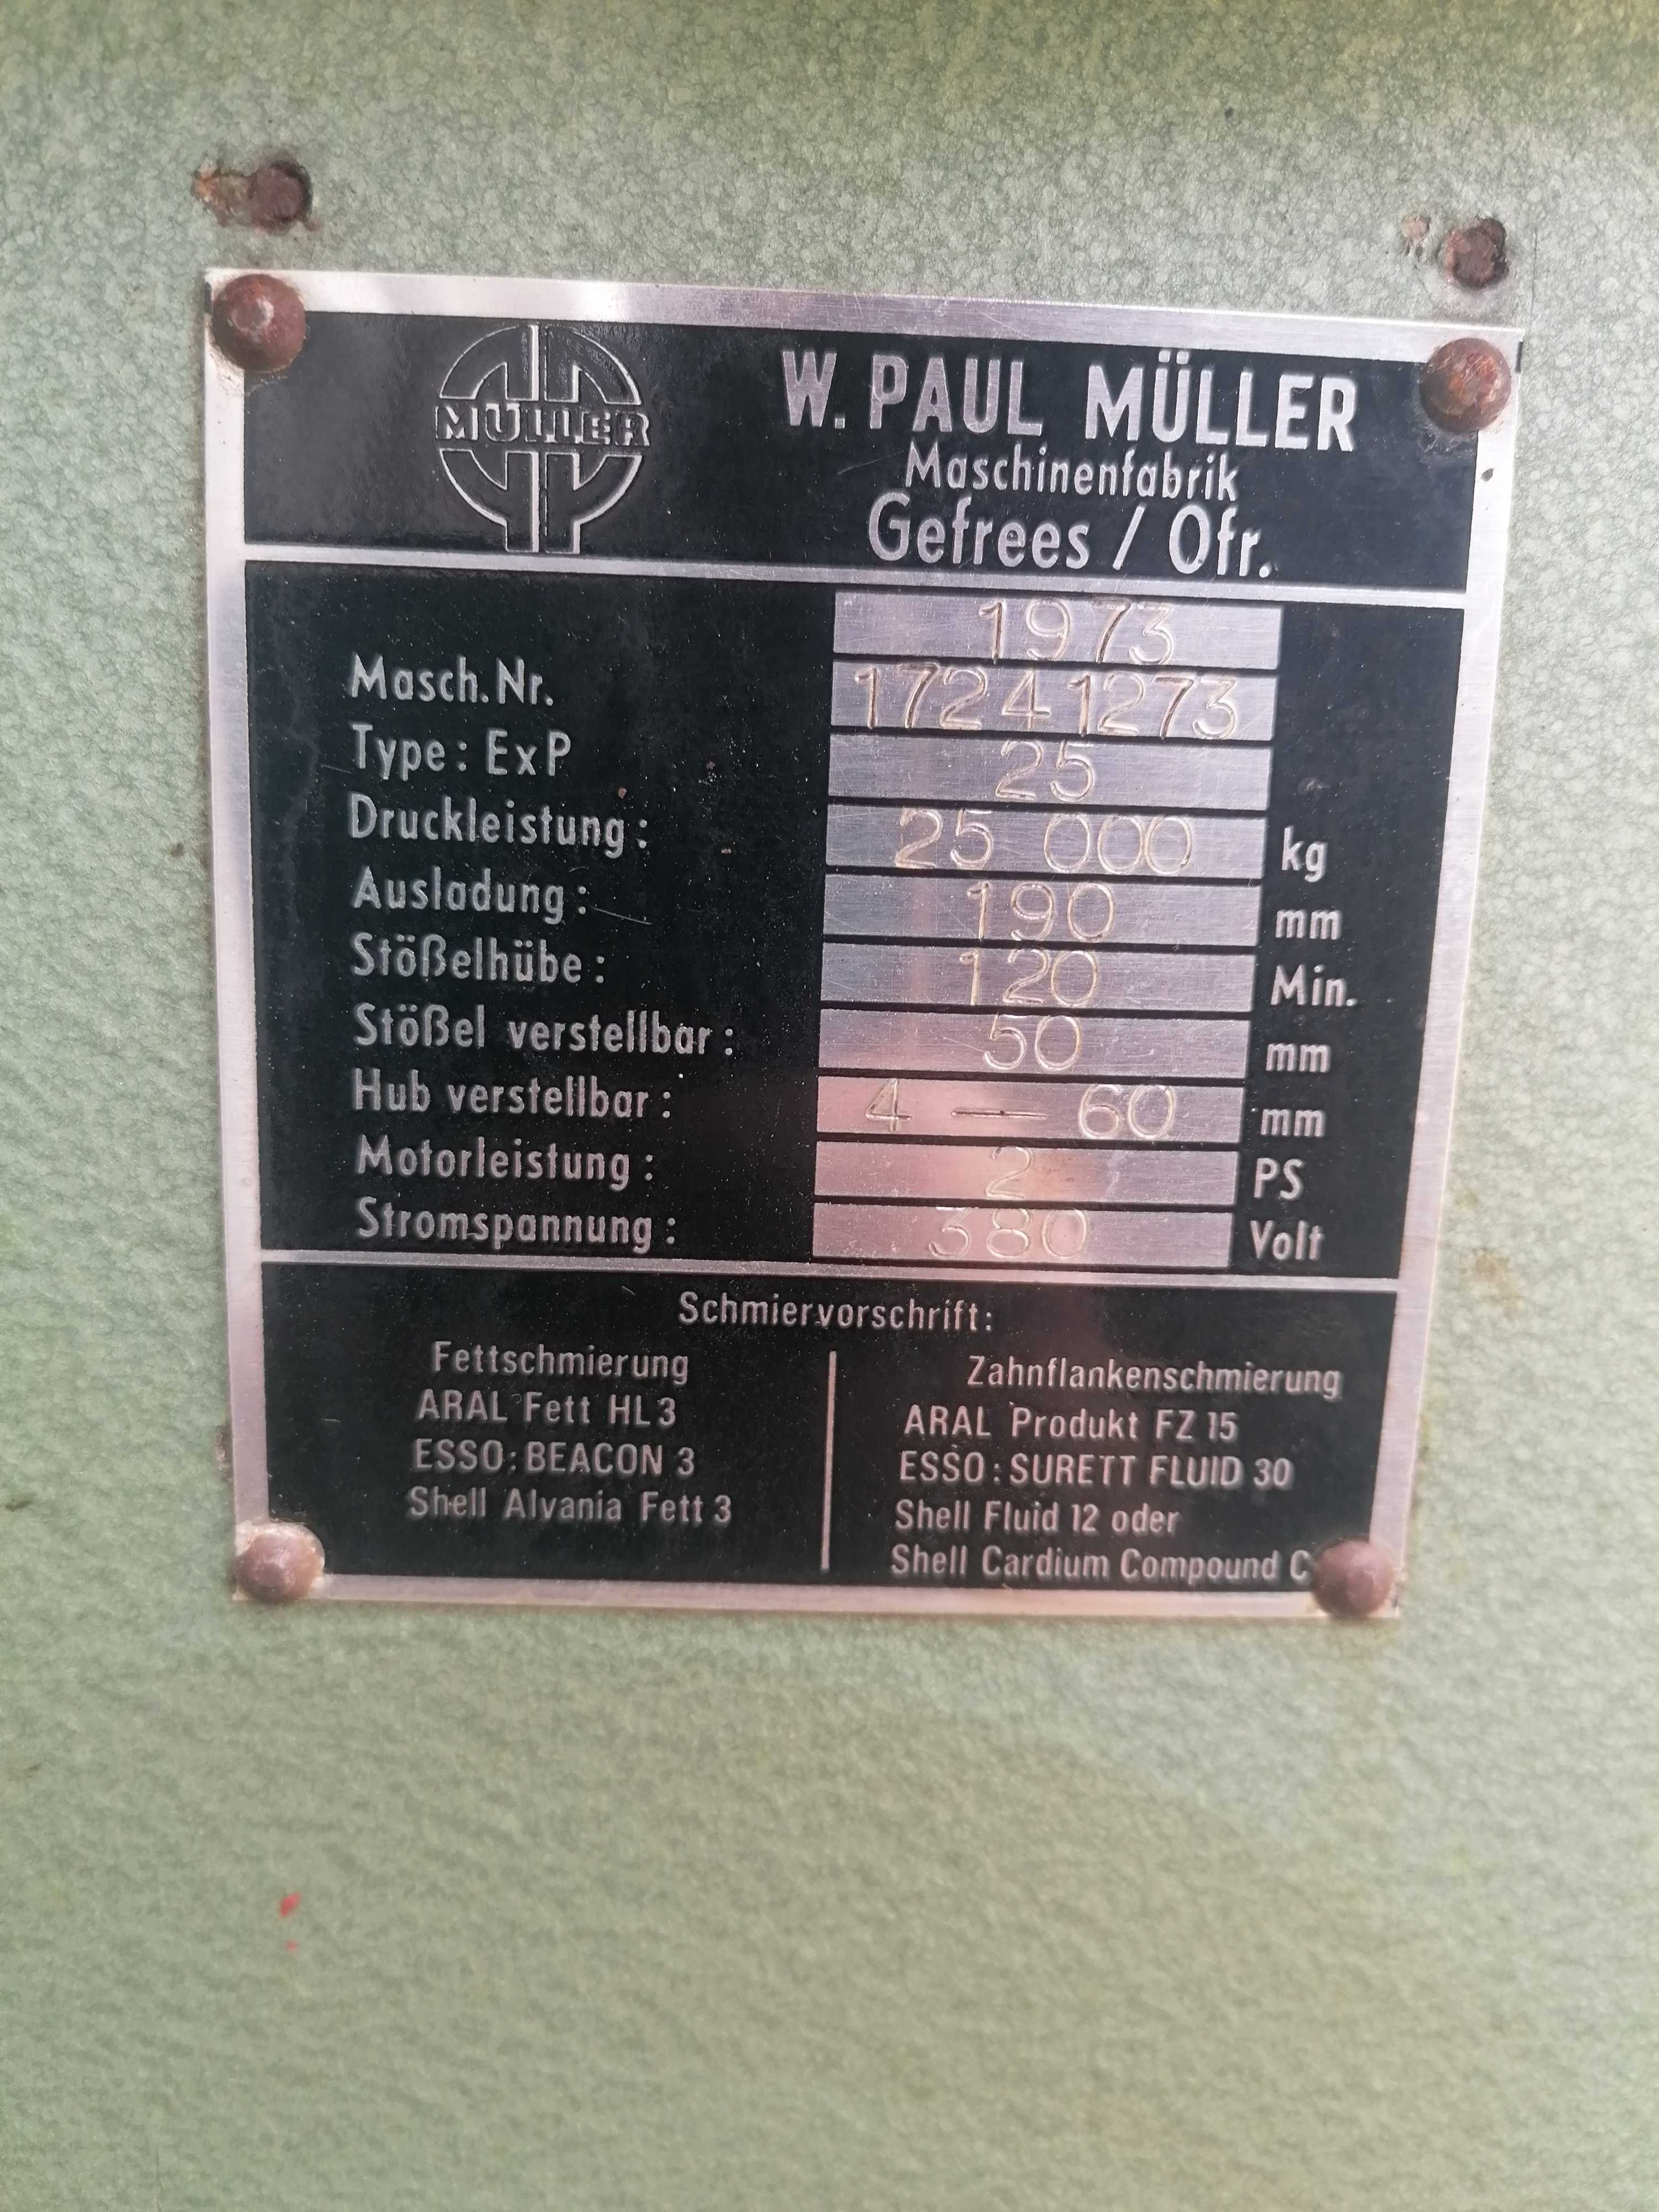 MÜLLER
W. PAUL MÜLLER
Maschinenfabrik
Gefrees / Ofr.
1973
Masch. Nr. 17241273
Type: ExP 25
Druckleistung: 25 000 kg
Ausladung: 190 mm
Stößelhübe: 120 Min.
Stößel verstellbar: 50 mm
Hub verstellbar: 4 — 60 mm
Motorleistung: 2 PS
Stromspannung: 380 Volt
Schmiervorschrift:
Fettschmierung
ARAL Fett HL 3
ESSO: BEACON 3
Shell Alvania Fett 3
Zahnflankenschmierung
ARAL Produkt FZ 15
ESSO: SURETT FLUID 30
Shell Fluid 12 oder
Shell Cardium Compound C